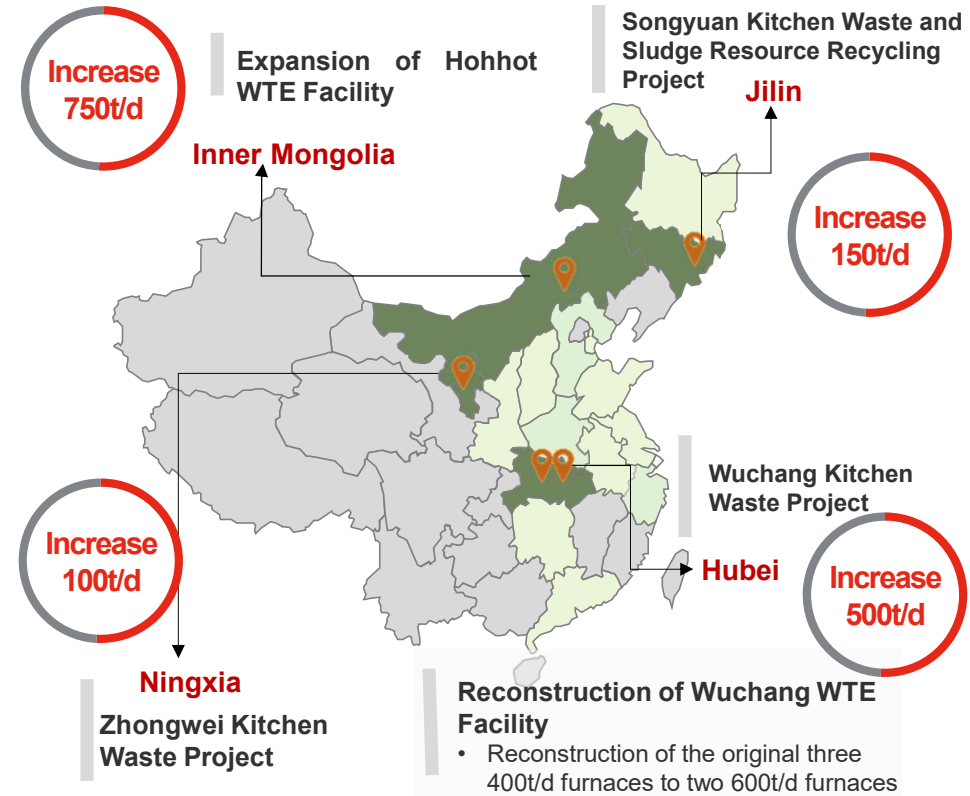 Increase
750t/d
Expansion of Hohhot
WTE Facility
Inner Mongolia
Songyuan Kitchen Waste and
Sludge Resource Recycling
Project
Jilin
Increase
150t/d
Increase
100t/d
Ningxia
Zhongwei Kitchen
Waste Project
Wuchang Kitchen
Waste Project
Hubei
Increase
500t/d
Reconstruction of Wuchang WTE
Facility
• Reconstruction of the original three
400t/d furnaces to two 600t/d furnaces